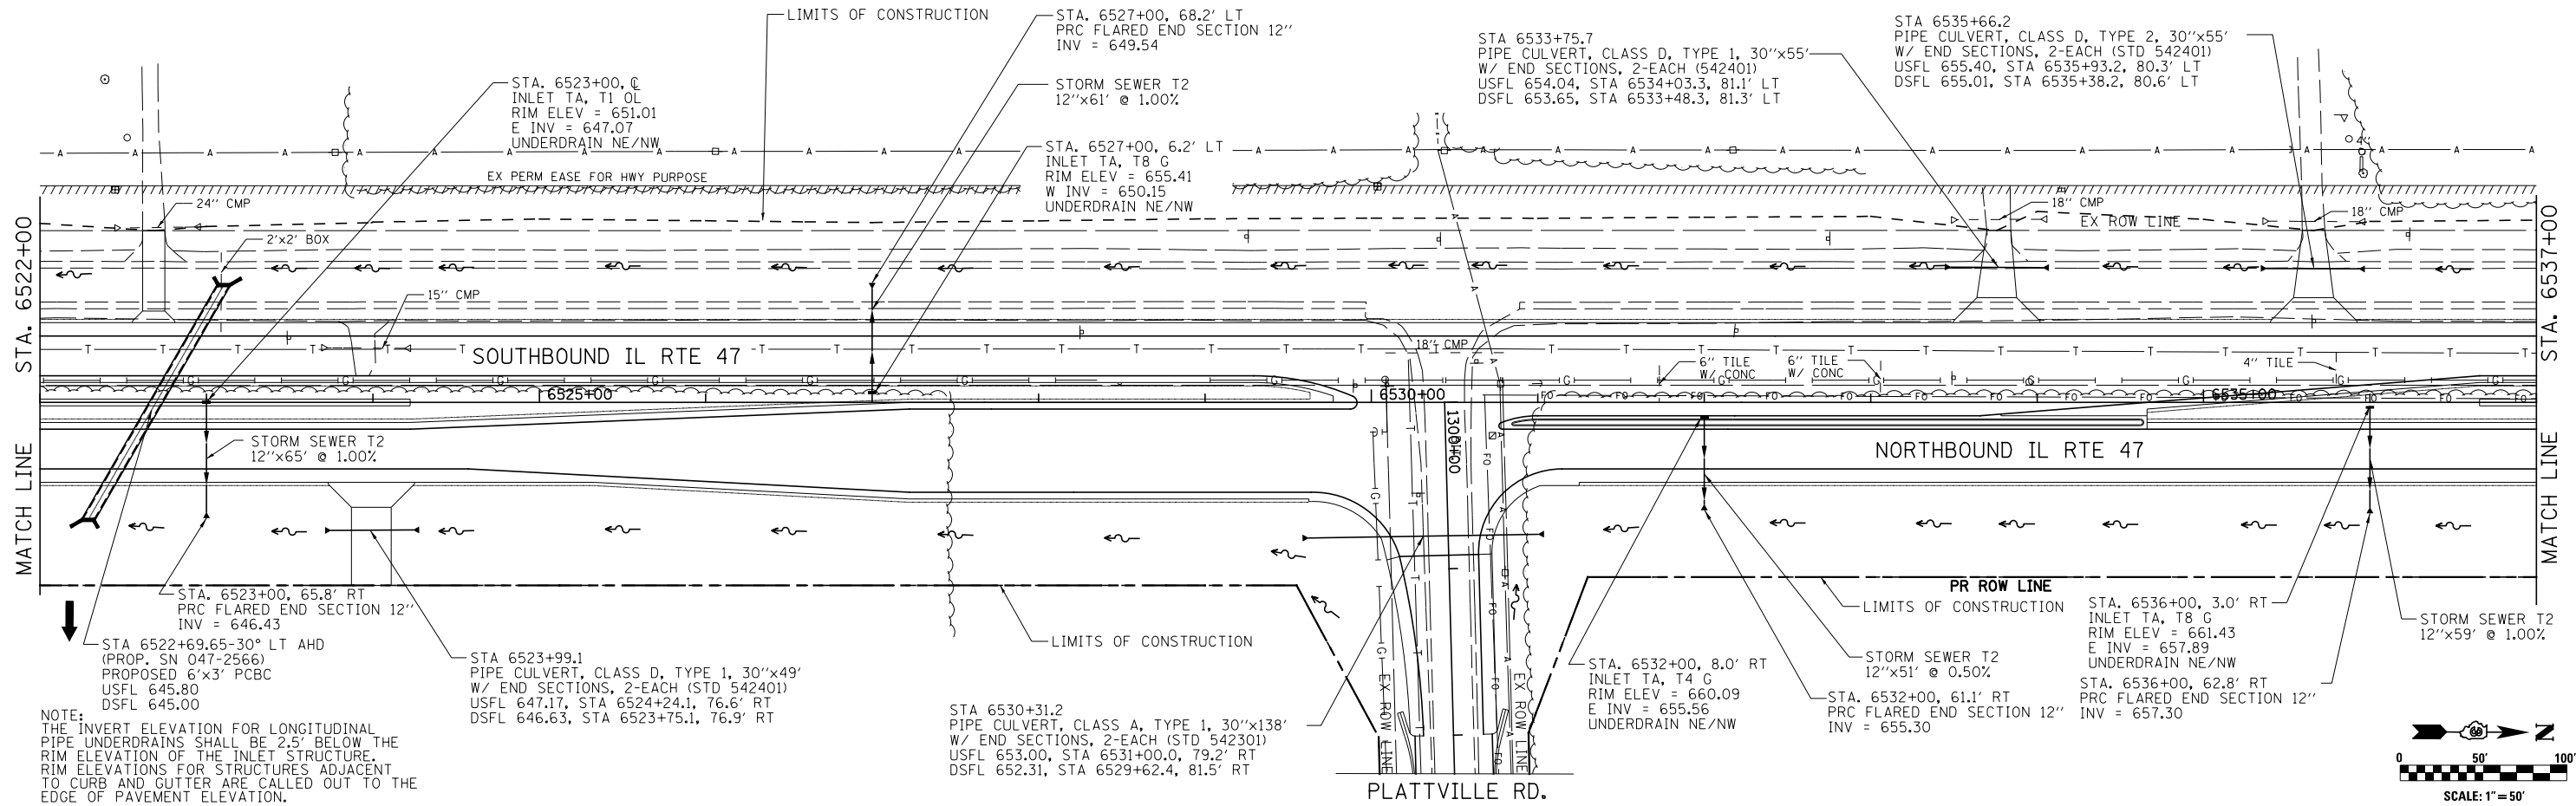 LIMITS OF CONSTRUCTION
STA. 6527+00, 68.2' LT
PRC FLARED END SECTION 12''
INV = 649.54
STA 6533+75.7
PIPE CULVERT, CLASS D, TYPE 1, 30''x55'
W/ END SECTIONS, 2-EACH (542401)
USFL 654.04, STA 6534+03.3, 81.1' LT
DSFL 653.65, STA 6533+48.3, 81.3' LT
STA 6535+66.2
PIPE CULVERT, CLASS D, TYPE 2, 30''x55'
W/ END SECTIONS, 2-EACH (STD 542401)
USFL 655.40, STA 6535+93.2, 80.3' LT
DSFL 655.01, STA 6535+38.2, 80.6' LT
STA. 6523+00, ℄
INLET TA, T1 OL
RIM ELEV = 651.01
E INV = 647.07
UNDERDRAIN NE/NW
STORM SEWER T2
12''x61' @ 1.00%
STA. 6527+00, 6.2' LT
INLET TA, T8 G
RIM ELEV = 655.41
W INV = 650.15
UNDERDRAIN NE/NW
4''
A A A A A A A A A A A A A
EX PERM EASE FOR HWY PURPOSE
24'' CMP
2'x2' BOX
18'' CMP
EX ROW LINE
18'' CMP
STA. 6522+00
STA. 6537+00
15'' CMP
18'' CMP
SOUTHBOUND IL RTE 47
6'' TILE
W/ CONC
6'' TILE
W/ CONC
4'' TILE
6525+00
6530+00
6535+00
1300+00
STORM SEWER T2
12''x65' @ 1.00%
NORTHBOUND IL RTE 47
MATCH LINE
MATCH LINE
PR ROW LINE
STA. 6523+00, 65.8' RT
PRC FLARED END SECTION 12''
INV = 646.43
LIMITS OF CONSTRUCTION
LIMITS OF CONSTRUCTION
STA. 6536+00, 3.0' RT
INLET TA, T8 G
RIM ELEV = 661.43
E INV = 657.89
UNDERDRAIN NE/NW
STORM SEWER T2
12''x59' @ 1.00%
STA 6522+69.65-30° LT AHD
(PROP. SN 047-2566)
PROPOSED 6'x3' PCBC
USFL 645.80
DSFL 645.00
STA 6523+99.1
PIPE CULVERT, CLASS D, TYPE 1, 30''x49'
W/ END SECTIONS, 2-EACH (STD 542401)
USFL 647.17, STA 6524+24.1, 76.6' RT
DSFL 646.63, STA 6523+75.1, 76.9' RT
STA. 6532+00, 8.0' RT
INLET TA, T4 G
RIM ELEV = 660.09
E INV = 655.56
UNDERDRAIN NE/NW
STORM SEWER T2
12''x51' @ 0.50%
STA. 6532+00, 61.1' RT
PRC FLARED END SECTION 12''
INV = 655.30
STA. 6536+00, 62.8' RT
PRC FLARED END SECTION 12''
INV = 657.30
STA 6530+31.2
PIPE CULVERT, CLASS A, TYPE 1, 30''x138'
W/ END SECTIONS, 2-EACH (STD 542301)
USFL 653.00, STA 6531+00.0, 79.2' RT
DSFL 652.31, STA 6529+62.4, 81.5' RT
EX ROW LINE
EX ROW LINE
NOTE:
THE INVERT ELEVATION FOR LONGITUDINAL
PIPE UNDERDRAINS SHALL BE 2.5' BELOW THE
RIM ELEVATION OF THE INLET STRUCTURE.
RIM ELEVATIONS FOR STRUCTURES ADJACENT
TO CURB AND GUTTER ARE CALLED OUT TO THE
EDGE OF PAVEMENT ELEVATION.
PLATTVILLE RD.
N
0 50' 100'
SCALE: 1" = 50'